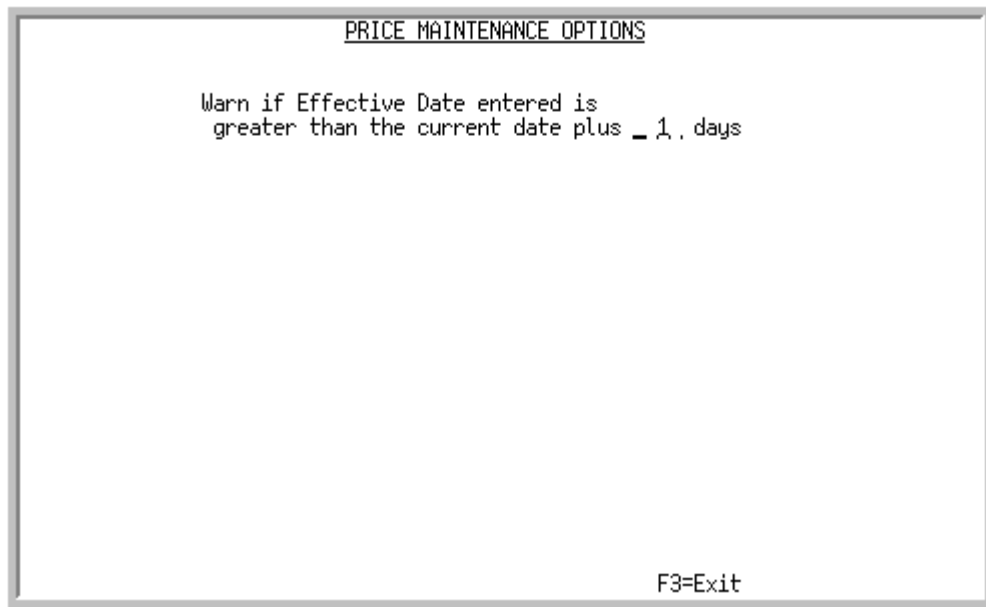 PRICE MAINTENANCE OPTIONS
Warn if Effective Date entered is
greater than the current date plus _ 1 . days
F3=Exit